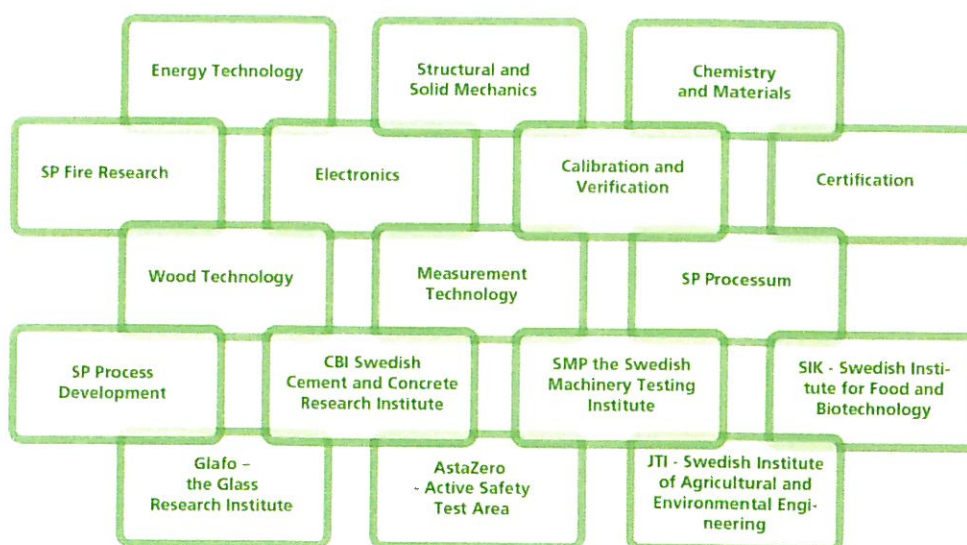 Energy Technology
Structural and
Solid Mechanics
Chemistry
and Materials
SP Fire Research
Electronics
Calibration and
Verification
Certification
Wood Technology
Measurement
Technology
SP Processum
SP Process
Development
CBI Swedish
Cement and Concrete
Research Institute
SMP the Swedish
Machinery Testing
Institute
SIK - Swedish Insti-
tute for Food and
Biotechnology
Glafo –
the Glass
Research Institute
AstaZero
- Active Safety
Test Area
JTI - Swedish Institute
of Agricultural and
Environmental Engi-
neering